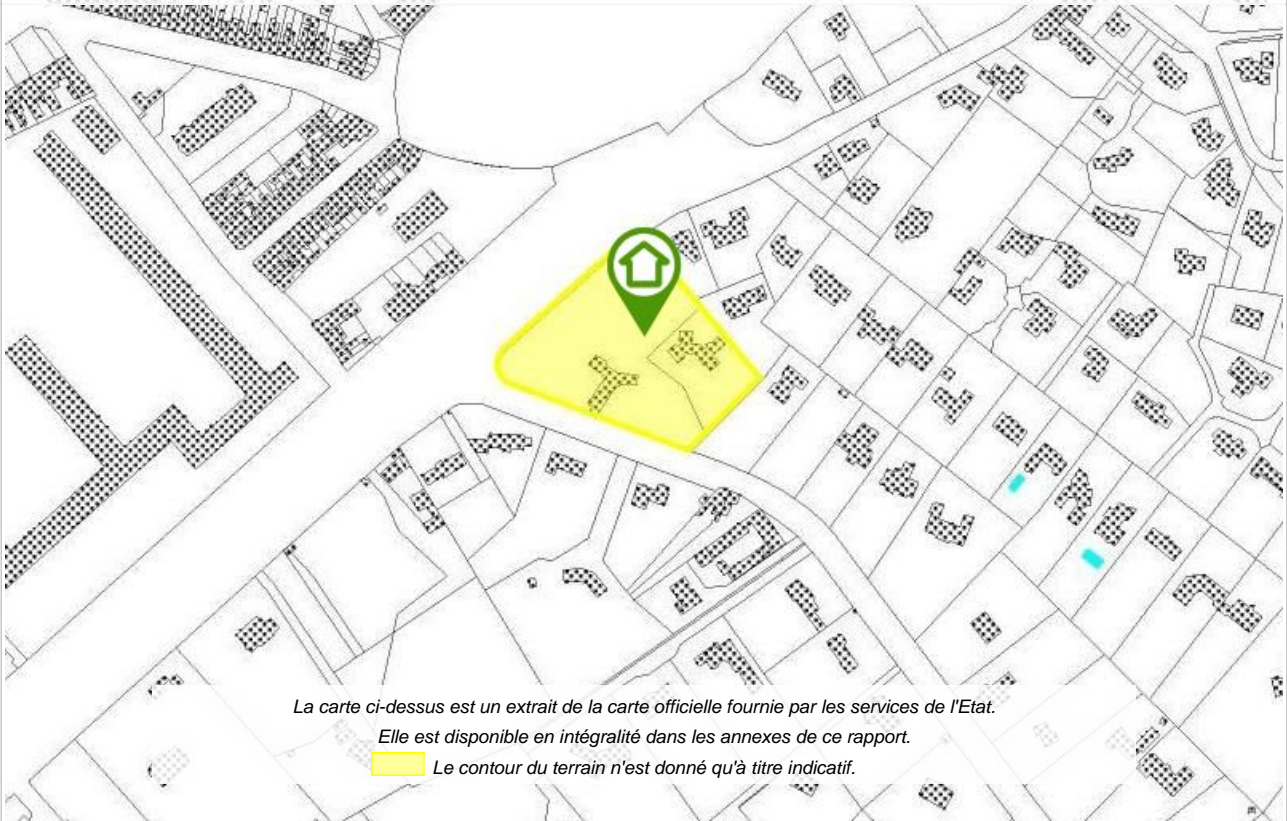 La carte ci-dessus est un extrait de la carte officielle fournie par les services de l'Etat.
Elle est disponible en intégralité dans les annexes de ce rapport.
Le contour du terrain n'est donné qu'à titre indicatif.